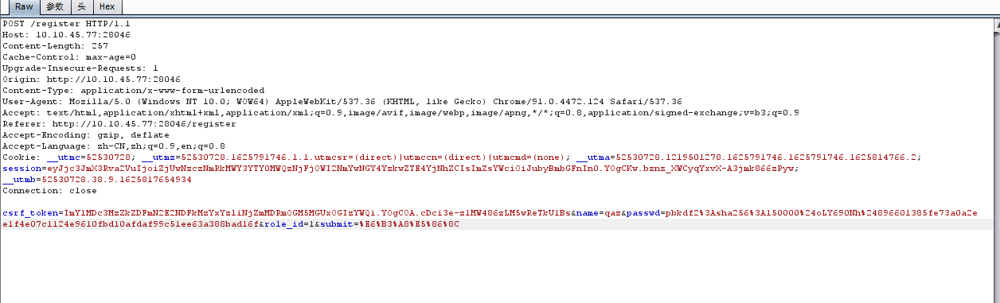 Raw 参数 头 Hex
POST /register HTTP/1.1
Host: 10.10.45.77:28046
Content-Length: 257
Cache-Control: max-age=0
Upgrade-Insecure-Requests: 1
Origin: http://10.10.45.77:28046
Content-Type: application/x-www-form-urlencoded
User-Agent: Mozilla/5.0 (Windows NT 10.0; WOW64) AppleWebKit/537.36 (KHTML, like Gecko) Chrome/91.0.4472.124 Safari/537.36
Accept: text/html,application/xhtml+xml,application/xml;q=0.9,image/avif,image/webp,image/apng,*/*;q=0.8,application/signed-exchange;v=b3;q=0.9
Referer: http://10.10.45.77:28046/register
Accept-Encoding: gzip, deflate
Accept-Language: zh-CN,zh;q=0.9,en;q=0.8
Cookie: __utmc=52530728; __utmz=52530728.1625791746.1.1.utmcsr=(direct)|utmccn=(direct)|utmcmd=(none); __utma=52530728.1219501278.1625791746.1625791746.1625814766.2;
session=
__utmb=52530728.38.9.1625817654934
Connection: close
csrf_token=&name=qaz&passwd=pbkdf2%3Asha256%3A150000%24oLY690Nh%24896601385fe73a0a2e
e1f4e07c1124e9610fbd10afdaf99c51ee63a388bad16f&role_id=1&submit=%E6%B3%A8%E5%86%8C